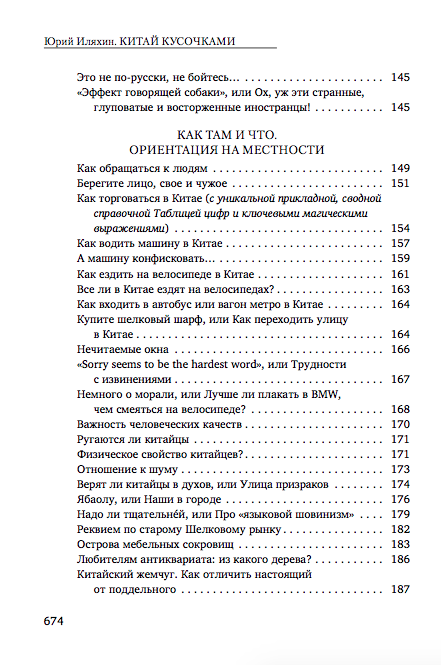 Юрий Иляхин. КИТАЙ КУСОЧКАМИ
Это не по-русски, не бойтесь... 145
«Эффект говорящей собаки», или Ох, уж эти странные,
глуповатые и восторженные иностранцы! 145
КАК ТАМ И ЧТО.
ОРИЕНТАЦИЯ НА МЕСТНОСТИ
Как обращаться к людям 149
Берегите лицо, свое и чужое 151
Как торговаться в Китае (с уникальной прикладной, сводной
справочной Таблицей цифр и ключевыми магическими
выражениями) 154
Как водить машину в Китае 157
А машину конфисковать... 159
Как ездить на велосипеде в Китае 161
Все ли в Китае ездят на велосипедах? 163
Как входить в автобус или вагон метро в Китае 164
Купите шелковый шарф, или Как переходить улицу
в Китае 164
Нечитаемые окна 166
«Sorry seems to be the hardest word», или Трудности
с извинениями 167
Немного о морали, или Лучше ли плакать в BMW,
чем смеяться на велосипеде? 168
Важность человеческих качеств 170
Ругаются ли китайцы 171
Физическое свойство китайцев? 171
Отношение к шуму 173
Верят ли китайцы в духов, или Улица призраков 174
Ябаолу, или Наши в городе 176
Надо ли тщательнéй, или Про «языковой шовинизм» 179
Реквием по старому Шелковому рынку 182
Острова мебельных сокровищ 183
Любителям антиквариата: из какого дерева? 186
Китайский жемчуг. Как отличить настоящий
от поддельного 187
674